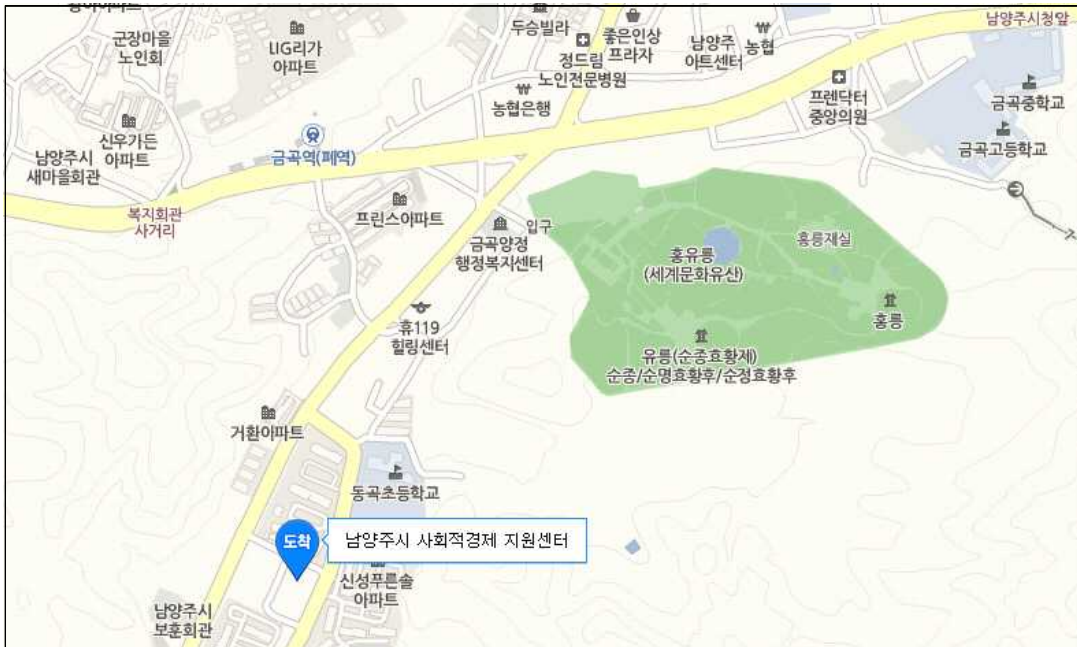 남양주시청앞
두승빌라
좋은인상
프라자
군장마을
노인회
LIG리가
아파트
정드림
노인전문병원
남양주
아트센터
농협
농협은행
프렌닥터
중앙의원
금곡중학교
신우가든
아파트
금곡역(폐역)
금곡고등학교
남양주시
새마을회관
복지회관
사거리
프린스아파트
금곡양정
행정복지센터
입구
홍릉재실
홍유릉
(세계문화유산)
휴119
힐링센터
홍릉
유릉(순종효황제)
순종/순명효황후/순정효황후
거환아파트
동곡초등학교
도착
남양주시 사회적경제 지원센터
신성푸른솔
아파트
남양주시
보훈회관